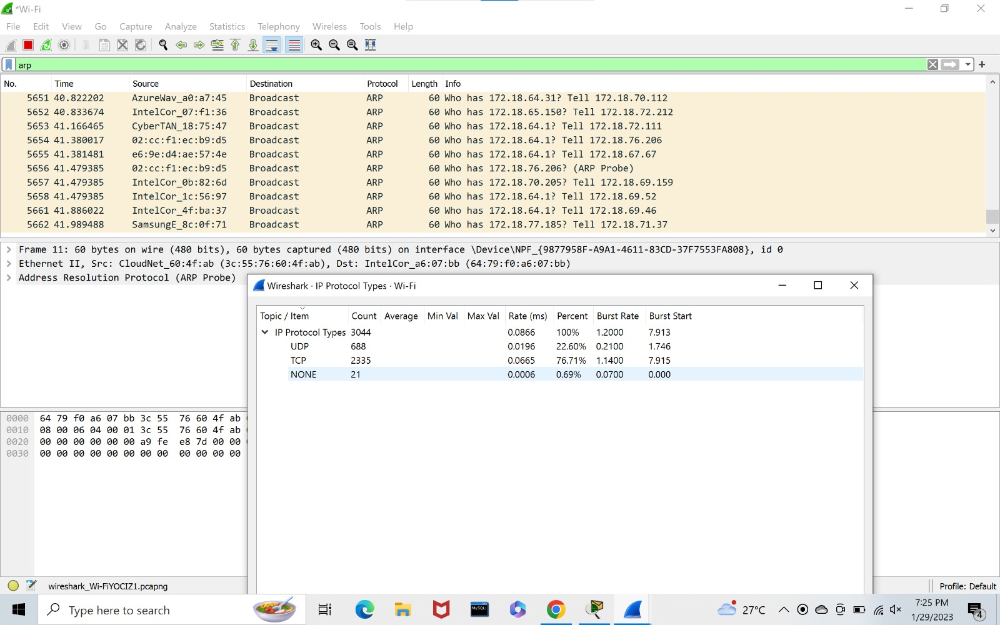 *Wi-Fi
File Edit View Go Capture Analyze Statistics Telephony Wireless Tools Help
arp
No. Time Source Destination Protocol Length Info
5651 40.822202 AzureWav_a0:a7:45 Broadcast ARP 60 Who has 172.18.64.31? Tell 172.18.70.112
5652 40.833674 IntelCor_07:f1:36 Broadcast ARP 60 Who has 172.18.65.150? Tell 172.18.72.212
5653 41.166465 CyberTAN_18:75:47 Broadcast ARP 60 Who has 172.18.64.1? Tell 172.18.72.111
5654 41.380017 02:cc:f1:ec:b9:d5 Broadcast ARP 60 Who has 172.18.64.1? Tell 172.18.76.206
5655 41.381481 e6:9e:d4:ae:57:4e Broadcast ARP 60 Who has 172.18.64.1? Tell 172.18.67.67
5656 41.479385 02:cc:f1:ec:b9:d5 Broadcast ARP 60 Who has 172.18.76.206? (ARP Probe)
5657 41.479385 IntelCor_0b:82:6d Broadcast ARP 60 Who has 172.18.70.205? Tell 172.18.69.159
5658 41.479385 IntelCor_1c:56:97 Broadcast ARP 60 Who has 172.18.64.1? Tell 172.18.69.52
5661 41.886022 IntelCor_4f:ba:37 Broadcast ARP 60 Who has 172.18.64.1? Tell 172.18.69.46
5662 41.989488 SamsungE_8c:0f:71 Broadcast ARP 60 Who has 172.18.77.185? Tell 172.18.71.37
Frame 11: 60 bytes on wire (480 bits), 60 bytes captured (480 bits) on interface \Device\NPF_{9877958F-A9A1-4611-83CD-37F7553FA808}, id 0
Ethernet II, Src: CloudNet_60:4f:ab (3c:55:76:60:4f:ab), Dst: IntelCor_a6:07:bb (64:79:f0:a6:07:bb)
Address Resolution Protocol (ARP Probe)
Wireshark · IP Protocol Types · Wi-Fi
Topic / Item Count Average Min Val Max Val Rate (ms) Percent Burst Rate Burst Start
IP Protocol Types 3044 0.0866 100% 1.2000 7.913
UDP 688 0.0196 22.60% 0.2100 1.746
TCP 2335 0.0665 76.71% 1.1400 7.915
NONE 21 0.0006 0.69% 0.0700 0.000
0000 64 79 f0 a6 07 bb 3c 55 76 60 4f ab
0010 08 00 06 04 00 01 3c 55 76 60 4f ab
0020 00 00 00 00 00 00 a9 fe e8 7d 00 00
0030 00 00 00 00 00 00 00 00 00 00 00 00
wireshark_Wi-FiYOCIZ1.pcapng
Profile: Default
Type here to search
MySQL
27°C
7:25 PM
1/29/2023
4